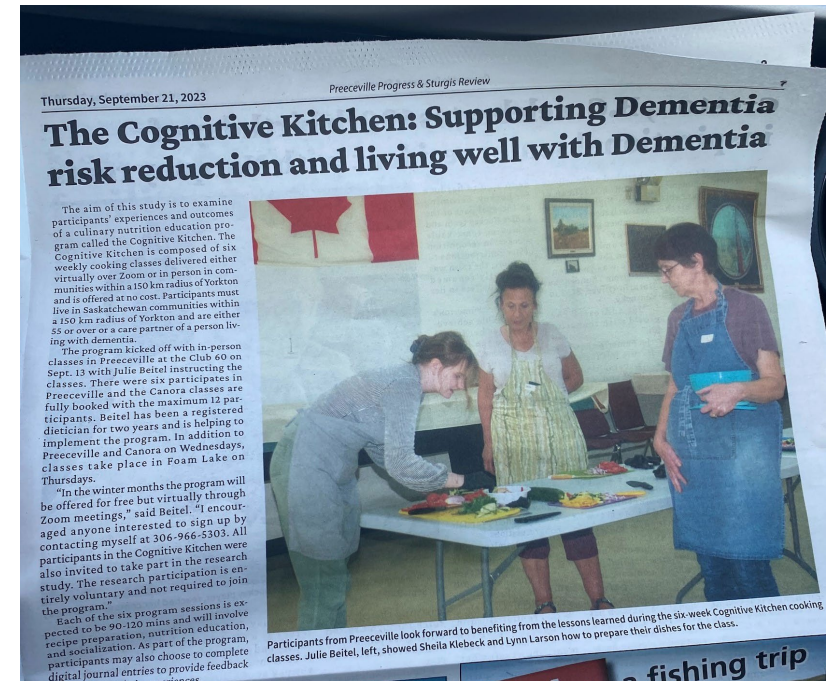 Thursday, September 21, 2023
Preeceville Progress & Sturgis Review
The Cognitive Kitchen: Supporting Dementia
risk reduction and living well with Dementia
The aim of this study is to examine
participants' experiences and outcomes
of a culinary nutrition education pro-
gram called the Cognitive Kitchen. The
Cognitive Kitchen is composed of six
weekly cooking classes delivered either
virtually over Zoom or in person in com-
munities within a 150 km radius of Yorkton
and is offered at no cost. Participants must
live in Saskatchewan communities within
a 150 km radius of Yorkton and are either
55 or over or a care partner of a person liv-
ing with dementia.
The program kicked off with in-person
classes in Preeceville at the Club 60 on
Sept. 13 with Julie Beitel instructing the
classes. There were six participates in
Preeceville and the Canora classes are
fully booked with the maximum 12 par-
ticipants. Beitel has been a registered
dietician for two years and is helping to
implement the program. In addition to
Preeceville and Canora on Wednesdays,
classes take place in Foam Lake on
Thursdays.
"In the winter months the program will
be offered for free but virtually through
Zoom meetings," said Beitel. "I encour-
aged anyone interested to sign up by
contacting myself at 306-966-5303. All
participants in the Cognitive Kitchen were
also invited to take part in the research
study. The research participation is en-
tirely voluntary and not required to join
the program."
Each of the six program sessions is ex-
pected to be 90-120 mins and will involve
recipe preparation, nutrition education,
and socialization. As part of the program,
participants may also choose to complete
digital journal entries to provide feedback
Participants from Preeceville look forward to benefiting from the lessons learned during the six-week Cognitive Kitchen cooking
classes. Julie Beitel, left, showed Sheila Klebeck and Lynn Larson how to prepare their dishes for the class.
fishing trip